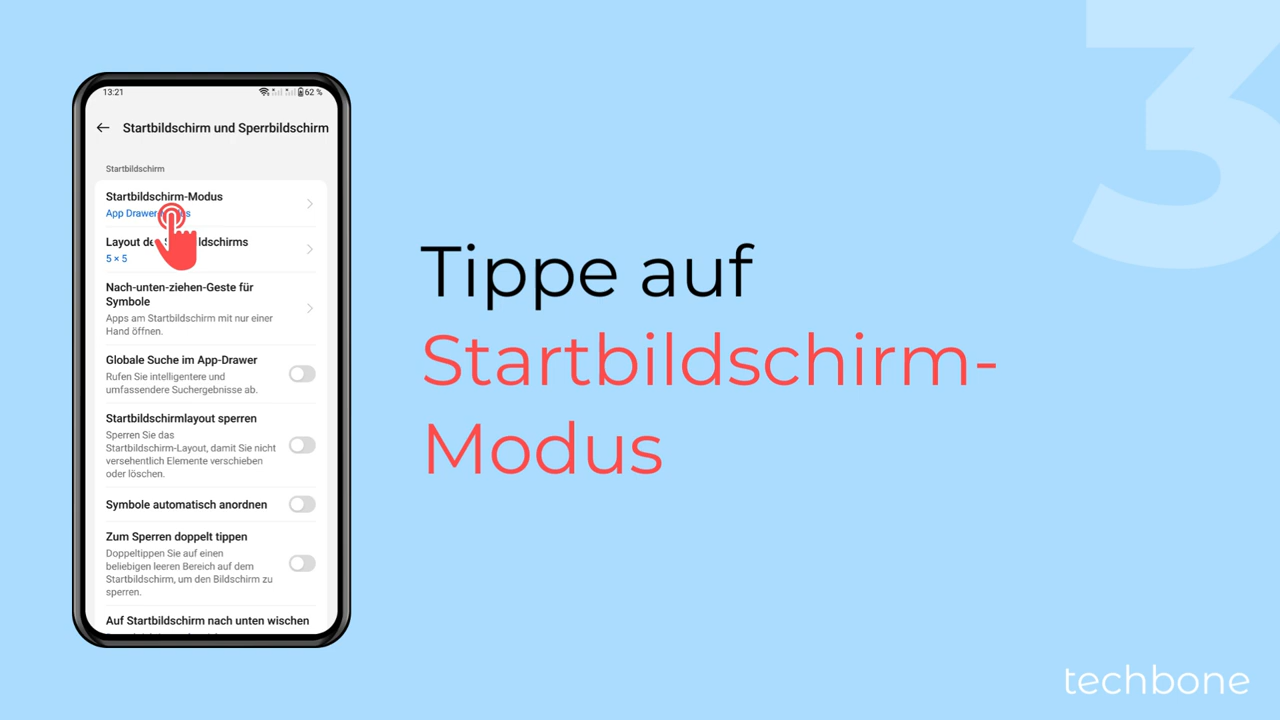 3
13:21
62 %
Startbildschirm und Sperrbildschirm
Startbildschirm
Startbildschirm-Modus
App Drawer
Layout
5 × 5
Nach-unten-ziehen-Geste für
Symbole
Apps am Startbildschirm mit nur einer
Hand öffnen.
Globale Suche im App-Drawer
Rufen Sie intelligentere und
umfassendere Suchergebnisse ab.
Startbildschirmlayout sperren
Sperren Sie das
Startbildschirm-Layout, damit Sie nicht
versehentlich Elemente verschieben
oder löschen.
Symbole automatisch anordnen
Zum Sperren doppelt tippen
Doppeltippen Sie auf einen
beliebigen leeren Bereich auf dem
Startbildschirm, um den Bildschirm zu
sperren.
Auf Startbildschirm nach unten wischen
Tippe auf
Startbildschirm-
Modus
techbone